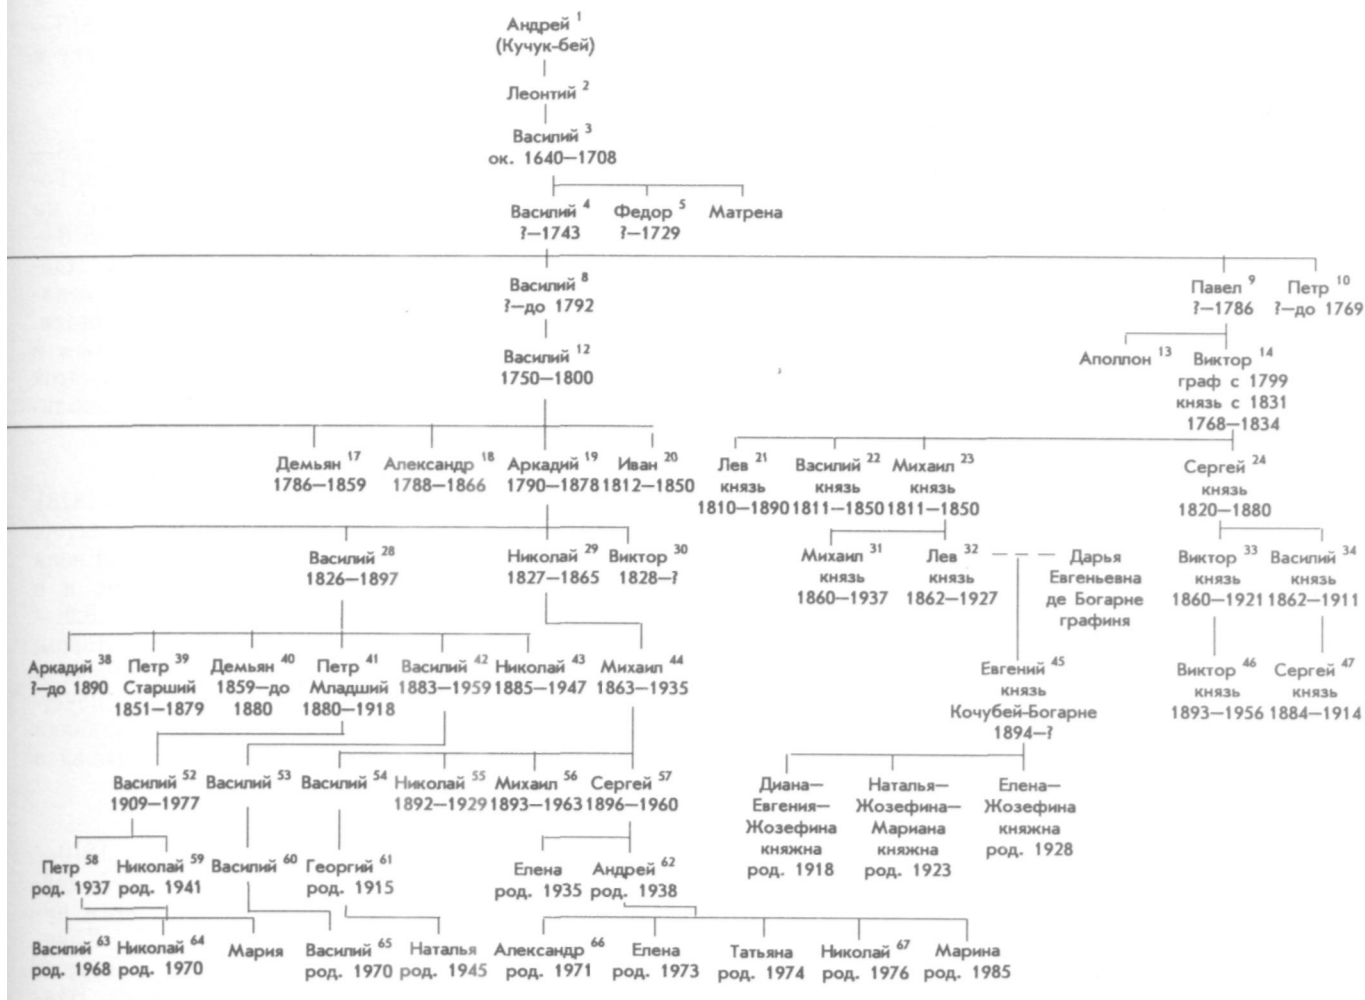 Андрей 1
(Кучук-бей)
Леонтий 2
Василий 3
ок. 1640—1708
Василий 4 Федор 5 Матрена
?—1743 ?—1729
Василий 8 Павел 9 Петр 10
?—до 1792 ?—1786 ?—до 1769
Василий 12 Аполлон 13 Виктор 14
1750—1800 граф с 1799
князь с 1831
1768—1834
Демьян 17 Александр 18 Аркадий 19 Иван 20 Лев 21 Василий 22 Михаил 23 Сергей 24
1786—1859 1788—1866 1790—1878 1812—1850 князь князь князь князь
1810—1890 1811—1850 1811—1850 1820—1880
Василий 28 Николай 29 Виктор 30 Михаил 31 Лев 32 Дарья Виктор 33 Василий 34
1826—1897 1827—1865 1828—? князь князь Евгеньевна князь князь
1860—1937 1862—1927 де Богарне 1860—1921 1862—1911
графиня
Аркадий 38 Петр 39 Демьян 40 Петр 41 Василий 42 Николай 43 Михаил 44 Евгений 45 Виктор 46 Сергей 47
?—до 1890 Старший 1859—до Младший 1883—1959 1885—1947 1863—1935 князь князь князь
1851—1879 1880 1880—1918 Кочубей-Богарне 1893—1956 1884—1914
1894—?
Василий 52 Василий 53 Василий 54 Николай 55 Михаил 56 Сергей 57 Диана— Наталья— Елена—
1909—1977 1892—1929 1893—1963 1896—1960 Евгения— Жозефина— Жозефина
Жозефина Мариана княжна
княжна княжна род. 1928
род. 1918 род. 1923
Петр 58 Николай 59 Василий 60 Георгий 61 Елена Андрей 62
род. 1937 род. 1941 род. 1915 род. 1935 род. 1938
Василий 63 Николай 64 Мария Василий 65 Наталья Александр 66 Елена Татьяна Николай 67 Марина
род. 1968 род. 1970 род. 1970 род. 1945 род. 1971 род. 1973 род. 1974 род. 1976 род. 1985